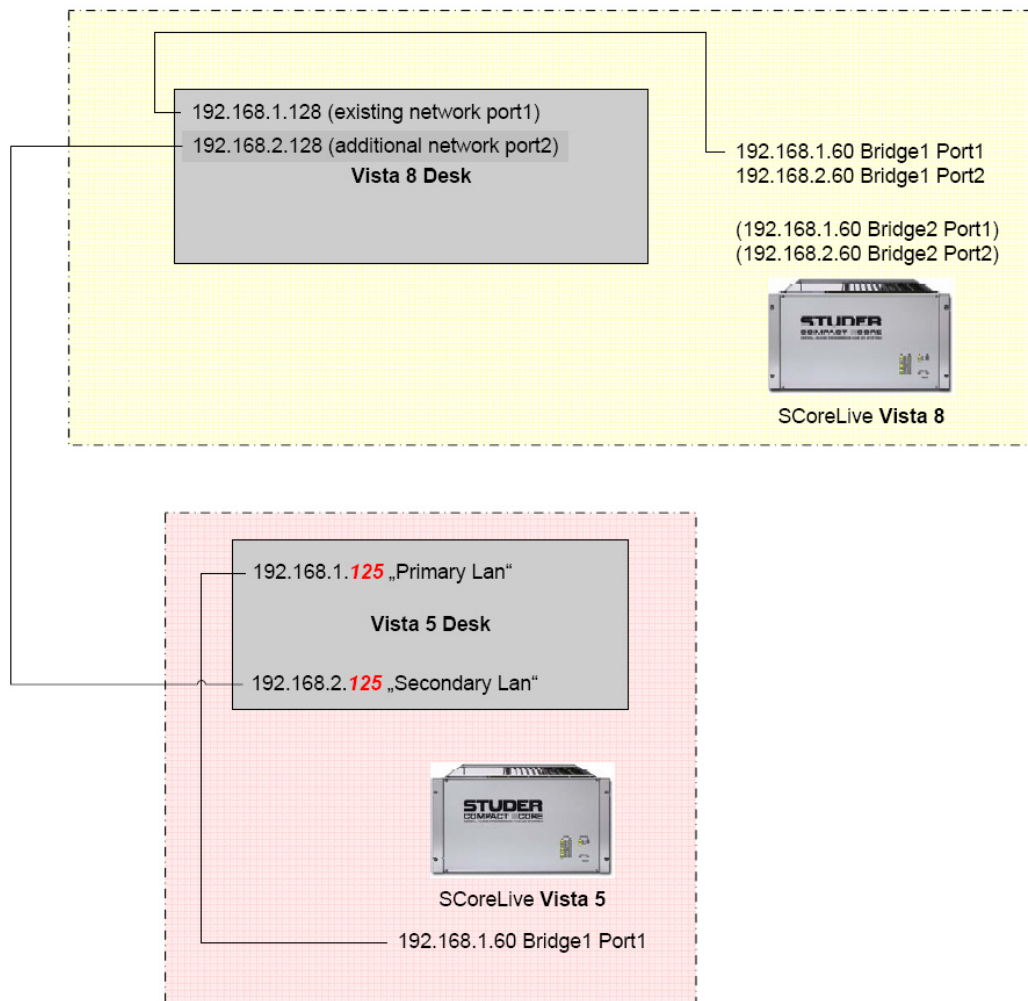 192.168.1.128 (existing network port1)
192.168.2.128 (additional network port2)
Vista 8 Desk
192.168.1.60 Bridge1 Port1
192.168.2.60 Bridge1 Port2
(192.168.1.60 Bridge2 Port1)
(192.168.2.60 Bridge2 Port2)
STUDER
COMPACT SCORE
SCoreLive Vista 8
192.168.1.125 „Primary Lan“
Vista 5 Desk
192.168.2.125 „Secondary Lan“
STUDER
COMPACT SCORE
SCoreLive Vista 5
192.168.1.60 Bridge1 Port1